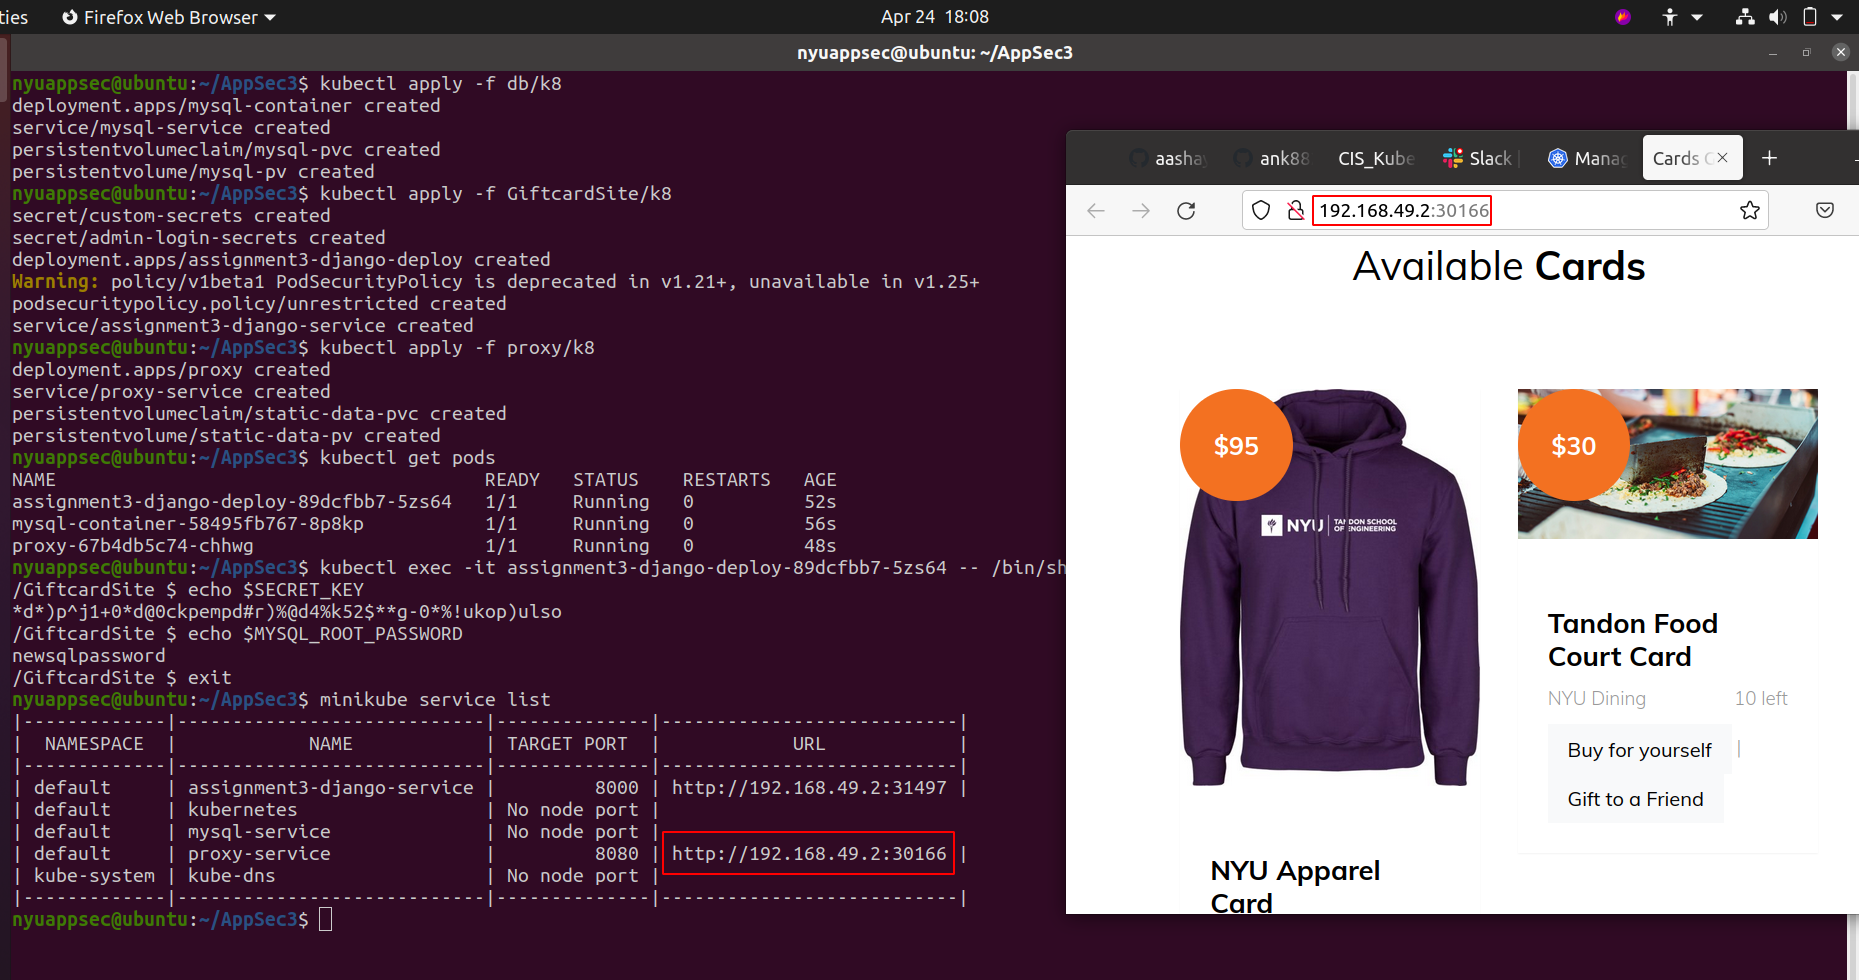 ties Firefox Web Browser Apr 24 18:08
nyuappsec@ubuntu: ~/AppSec3
nyuappsec@ubuntu:~/AppSec3$ kubectl apply -f db/k8
deployment.apps/mysql-container created
service/mysql-service created
persistentvolumeclaim/mysql-pvc created
persistentvolume/mysql-pv created
nyuappsec@ubuntu:~/AppSec3$ kubectl apply -f GiftcardSite/k8
secret/custom-secrets created
secret/admin-login-secrets created
deployment.apps/assignment3-django-deploy created
Warning: policy/v1beta1 PodSecurityPolicy is deprecated in v1.21+, unavailable in v1.25+
podsecuritypolicy.policy/unrestricted created
service/assignment3-django-service created
nyuappsec@ubuntu:~/AppSec3$ kubectl apply -f proxy/k8
deployment.apps/proxy created
service/proxy-service created
persistentvolumeclaim/static-data-pvc created
persistentvolume/static-data-pv created
nyuappsec@ubuntu:~/AppSec3$ kubectl get pods
NAME READY STATUS RESTARTS AGE
assignment3-django-deploy-89dcfbb7-5zs64 1/1 Running 0 52s
mysql-container-58495fb767-8p8kp 1/1 Running 0 56s
proxy-67b4db5c74-chhwg 1/1 Running 0 48s
nyuappsec@ubuntu:~/AppSec3$ kubectl exec -it assignment3-django-deploy-89dcfbb7-5zs64 -- /bin/sh
/GiftcardSite $ echo $SECRET_KEY
*d*)p^j1+0*d@0ckpempd#r)%@d4%k52$**g-0*%!ukop)ulso
/GiftcardSite $ echo $MYSQL_ROOT_PASSWORD
newsqlpassword
/GiftcardSite $ exit
nyuappsec@ubuntu:~/AppSec3$ minikube service list
|-------------|----------------------------|--------------|---------------------------|
| NAMESPACE | NAME | TARGET PORT | URL |
|-------------|----------------------------|--------------|---------------------------|
| default | assignment3-django-service | 8000 | http://192.168.49.2:31497 |
| default | kubernetes | No node port |
| default | mysql-service | No node port |
| default | proxy-service | 8080 | http://192.168.49.2:30166 |
| kube-system | kube-dns | No node port |
|-------------|----------------------------|--------------|---------------------------|
nyuappsec@ubuntu:~/AppSec3$
aashay ank88 CIS_Kube Slack | Manag Cards
192.168.49.2:30166
Available Cards
$95
NYU TANDON SCHOOL
OF ENGINEERING
NYU Apparel
Card
$30
Tandon Food
Court Card
NYU Dining 10 left
Buy for yourself |
Gift to a Friend